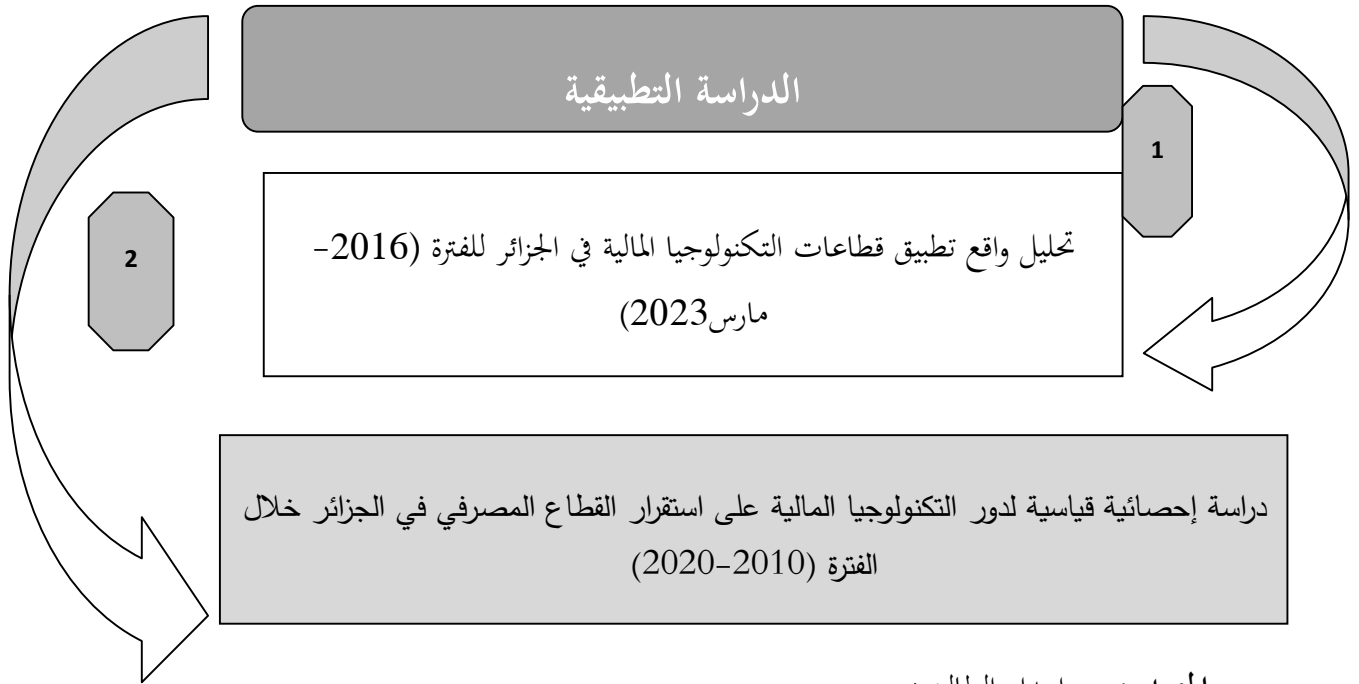 الدراسة التطبيقية
1
تحليل واقع تطبيق قطاعات التكنولوجيا المالية في الجزائر للفترة (2016-
مارس2023)
2
دراسة إحصائية قياسية لدور التكنولوجيا المالية على استقرار القطاع المصرفي في الجزائر خلال
الفترة (2010-2020)